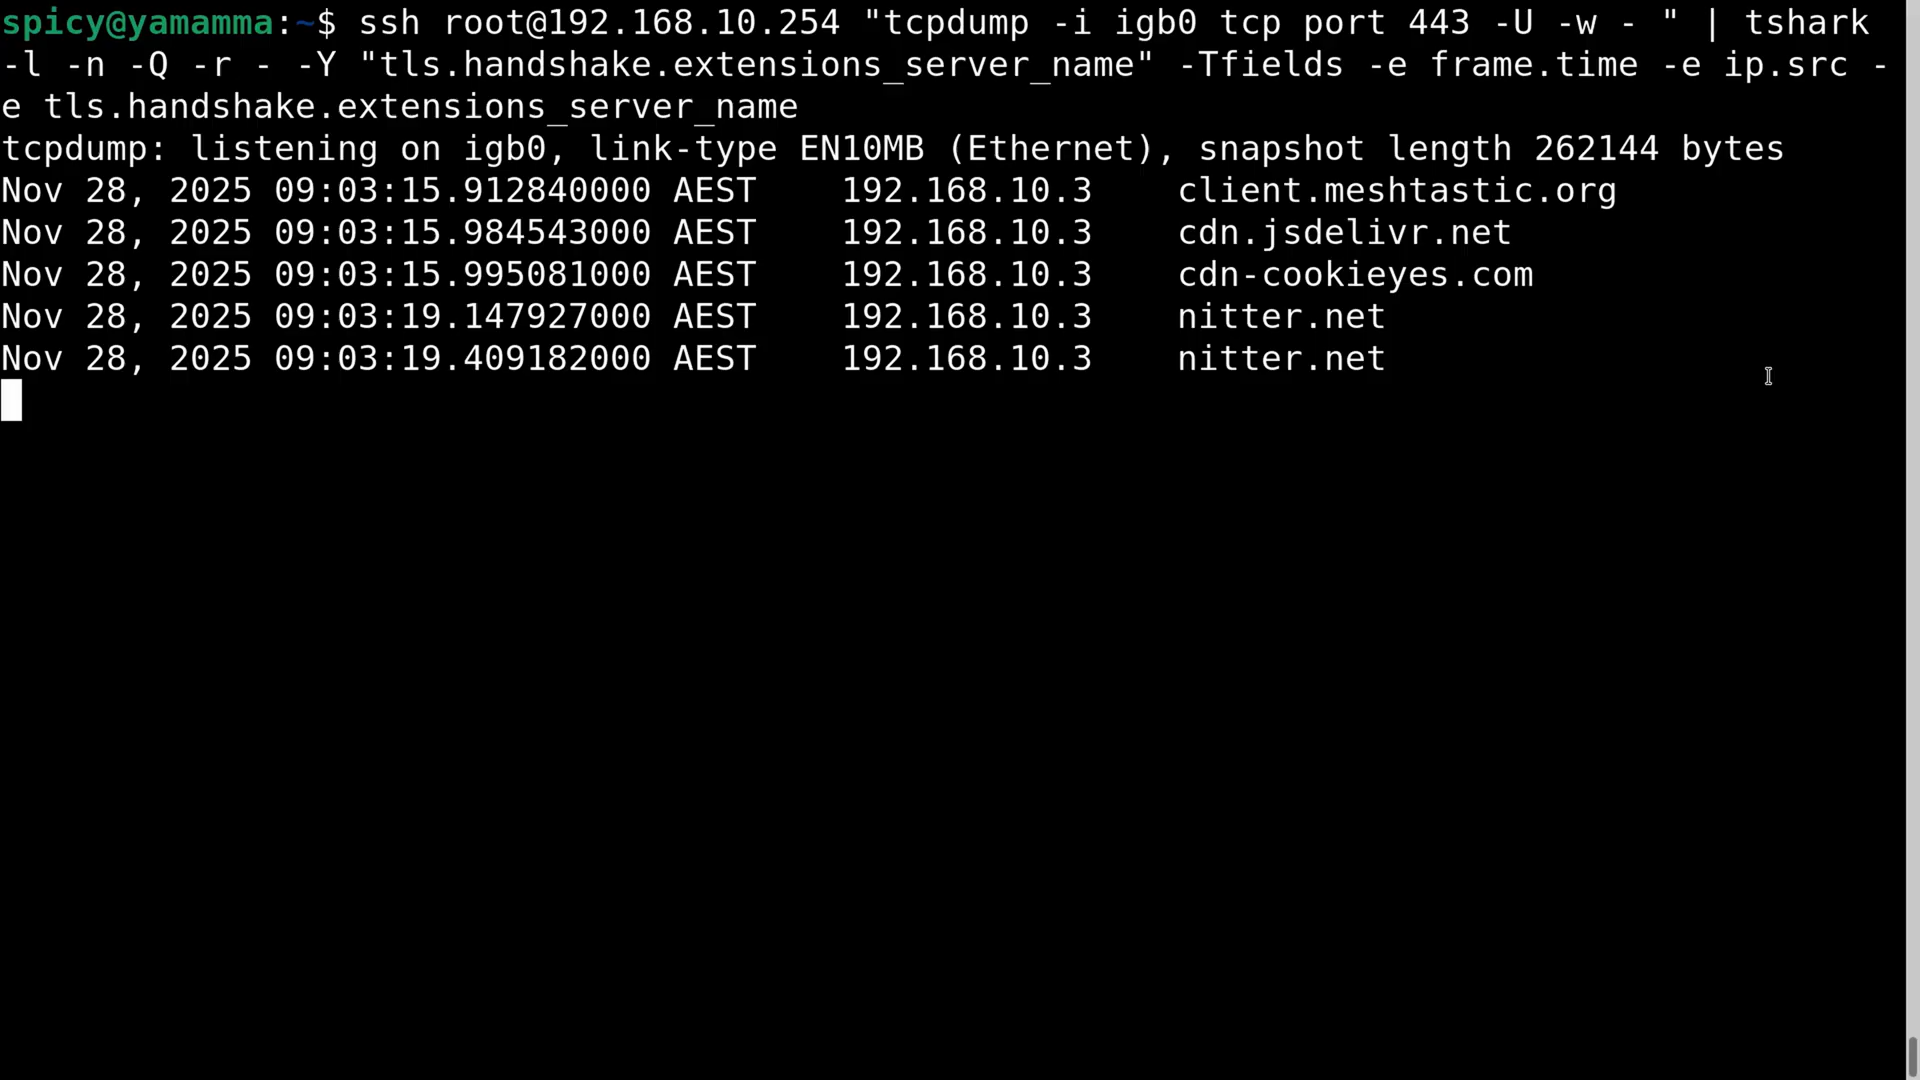 spicy@yamamma:~$ ssh root@192.168.10.254 "tcpdump -i igb0 tcp port 443 -U -w - " | tshark
-l -n -Q -r - -Y "tls.handshake.extensions_server_name" -Tfields -e frame.time -e ip.src -
e tls.handshake.extensions_server_name
tcpdump: listening on igb0, link-type EN10MB (Ethernet), snapshot length 262144 bytes
Nov 28, 2025 09:03:15.912840000 AEST    192.168.10.3    client.meshtastic.org
Nov 28, 2025 09:03:15.984543000 AEST    192.168.10.3    cdn.jsdelivr.net
Nov 28, 2025 09:03:15.995081000 AEST    192.168.10.3    cdn-cookieyes.com
Nov 28, 2025 09:03:19.147927000 AEST    192.168.10.3    nitter.net
Nov 28, 2025 09:03:19.409182000 AEST    192.168.10.3    nitter.net